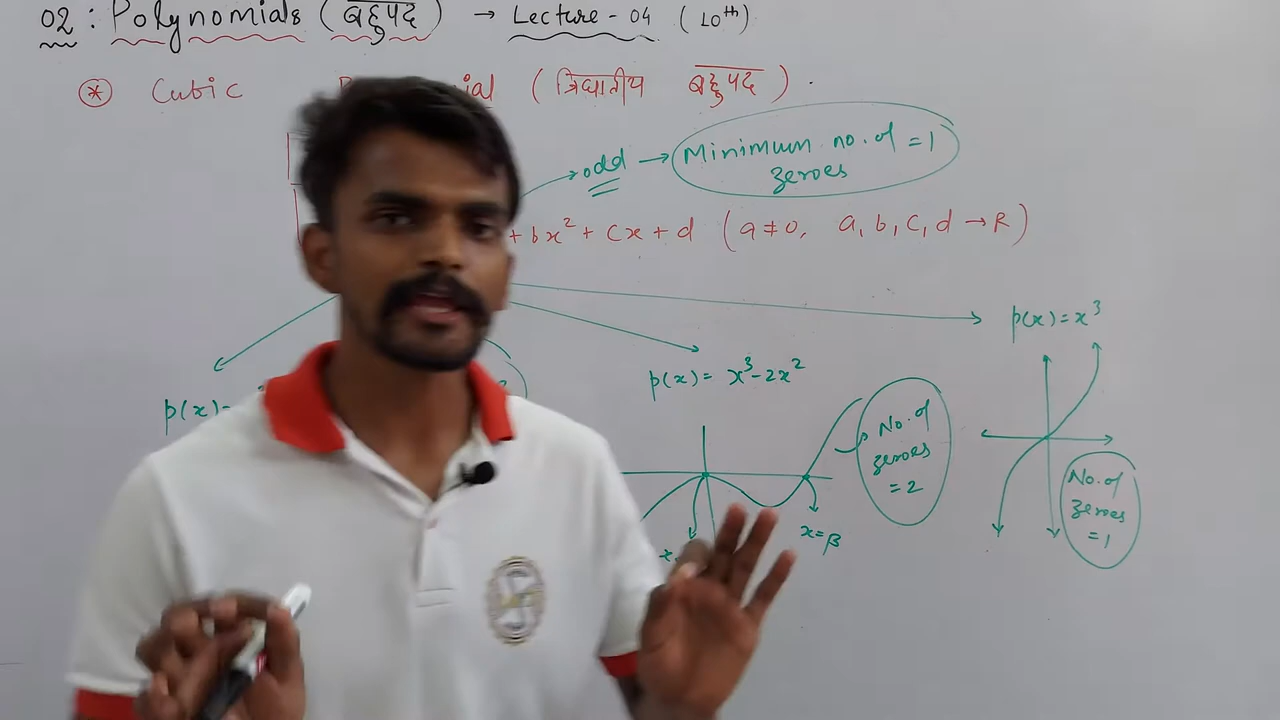 02 : Polynomials (बहुपद) → Lecture - 04 (10th)
* Cubic ial (त्रिघातीय बहुपद) .
odd → Minimum no. of = 1
zeroes
+ bx² + cx + d (a≠0, a, b, c, d → R)
p(x) = x³
p(x) = x³ - 2x²
p(x) =
No. of
zeroes
= 2
No. of
zeroes
= 1
x = β